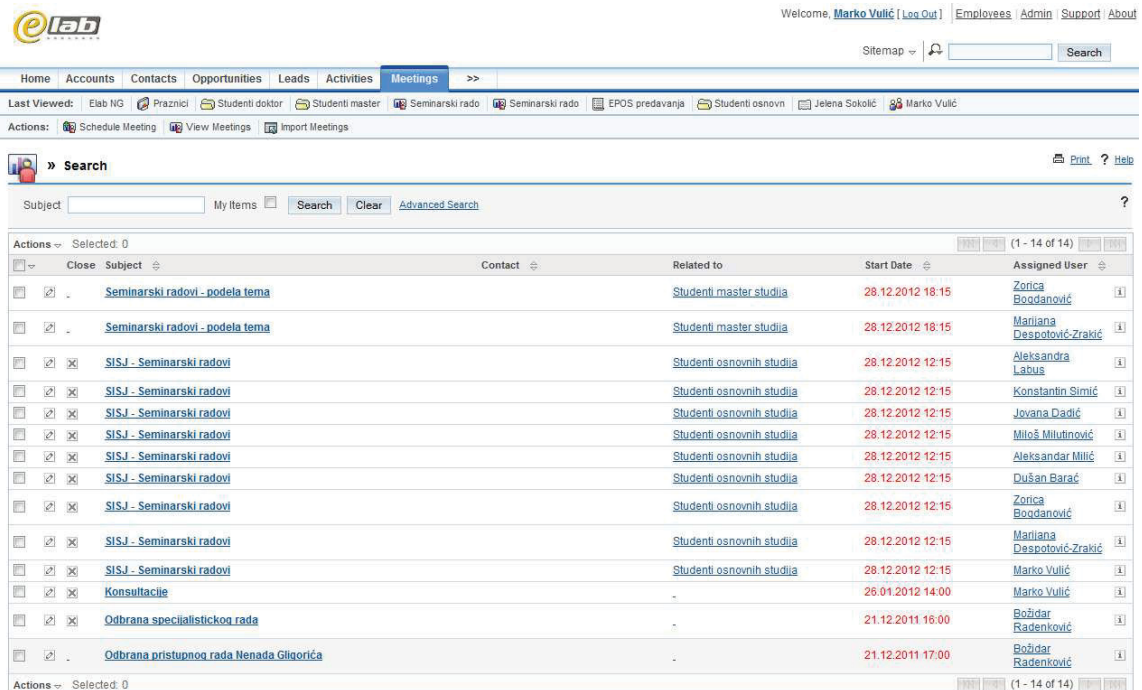 elab
Welcome, Marko Vulić [ Log Out ] Employees Admin Support About
Sitemap Search
Home Accounts Contacts Opportunities Leads Activities Meetings >>
Last Viewed: Elab NG Praznici Studenti doktor Studenti master Seminarski rado Seminarski rado EPOS predavanja Studenti osnovn Jelena Sokolić Marko Vulić
Actions: Schedule Meeting View Meetings Import Meetings
» Search Print ? Help
Subject My Items Search Clear Advanced Search ?
Actions Selected: 0 (1 - 14 of 14)
Close Subject Contact Related to Start Date Assigned User
Seminarski radovi - podela tema Studenti master studija 28.12.2012 18:15 Zorica Bogdanović
Seminarski radovi - podela tema Studenti master studija 28.12.2012 18:15 Marijana Despotović-Zrakić
SISJ - Seminarski radovi Studenti osnovnih studija 28.12.2012 12:15 Aleksandra Labus
SISJ - Seminarski radovi Studenti osnovnih studija 28.12.2012 12:15 Konstantin Simić
SISJ - Seminarski radovi Studenti osnovnih studija 28.12.2012 12:15 Jovana Dadić
SISJ - Seminarski radovi Studenti osnovnih studija 28.12.2012 12:15 Miloš Milutinović
SISJ - Seminarski radovi Studenti osnovnih studija 28.12.2012 12:15 Aleksandar Milić
SISJ - Seminarski radovi Studenti osnovnih studija 28.12.2012 12:15 Dušan Barać
SISJ - Seminarski radovi Studenti osnovnih studija 28.12.2012 12:15 Zorica Bogdanović
SISJ - Seminarski radovi Studenti osnovnih studija 28.12.2012 12:15 Marijana Despotović-Zrakić
SISJ - Seminarski radovi Studenti osnovnih studija 28.12.2012 12:15 Marko Vulić
Konsultacije - 26.01.2012 14:00 Marko Vulić
Odbrana specijalistickog rada - 21.12.2011 16:00 Božidar Radenković
Odbrana pristupnog rada Nenada Gligorića - 21.12.2011 17:00 Božidar Radenković
Actions Selected: 0 (1 - 14 of 14)